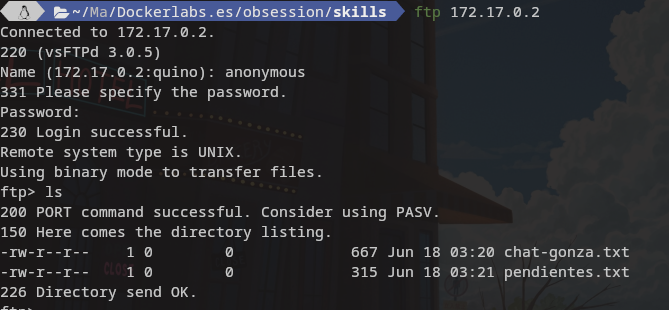 ~/Ma/Dockerlabs.es/obsession/skills ftp 172.17.0.2
Connected to 172.17.0.2.
220 (vsFTPd 3.0.5)
Name (172.17.0.2:quino): anonymous
331 Please specify the password.
Password:
230 Login successful.
Remote system type is UNIX.
Using binary mode to transfer files.
ftp> ls
200 PORT command successful. Consider using PASV.
150 Here comes the directory listing.
-rw-r--r--    1 0        0             667 Jun 18 03:20 chat-gonza.txt
-rw-r--r--    1 0        0             315 Jun 18 03:21 pendientes.txt
226 Directory send OK.
ftp>